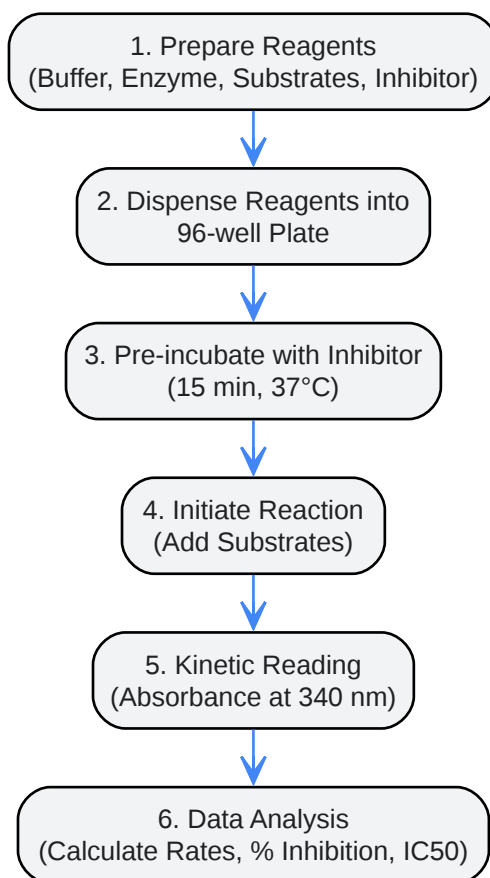 1. Prepare Reagents
(Buffer, Enzyme, Substrates, Inhibitor)
2. Dispense Reagents into
96-well Plate
3. Pre-incubate with Inhibitor
(15 min, 37°C)
4. Initiate Reaction
(Add Substrates)
5. Kinetic Reading
(Absorbance at 340 nm)
6. Data Analysis
(Calculate Rates, % Inhibition, IC50)